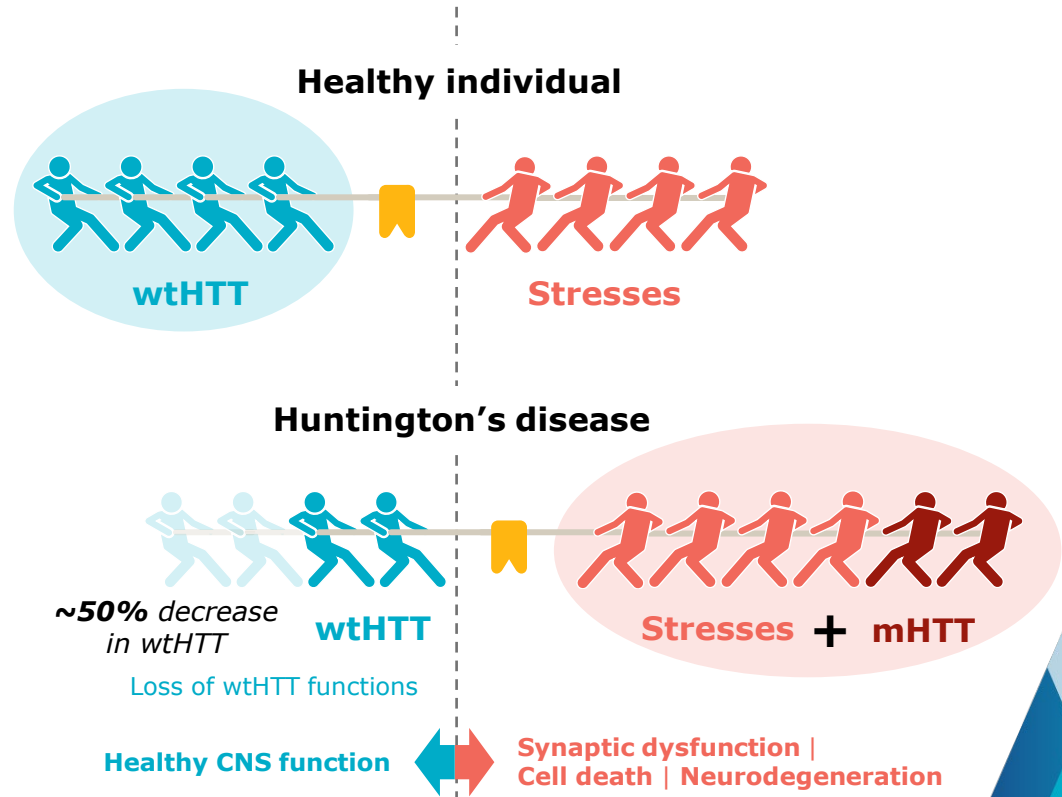 Healthy individual
wtHTT
Stresses
Huntington’s disease
~50% decrease
in wtHTT
wtHTT
Stresses + mHTT
Loss of wtHTT functions
Healthy CNS function
Synaptic dysfunction |
Cell death | Neurodegeneration